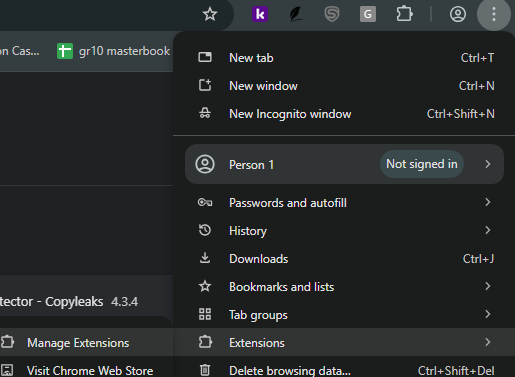 on Cas...
gr10 masterbook
New tab Ctrl+T
New window Ctrl+N
New Incognito window Ctrl+Shift+N
Person 1 Not signed in
Passwords and autofill
History
Downloads Ctrl+J
Bookmarks and lists
Tab groups
Extensions
Delete browsing data... Ctrl+Shift+Del
tector - Copyleaks 4.3.4
Manage Extensions
Visit Chrome Web Store